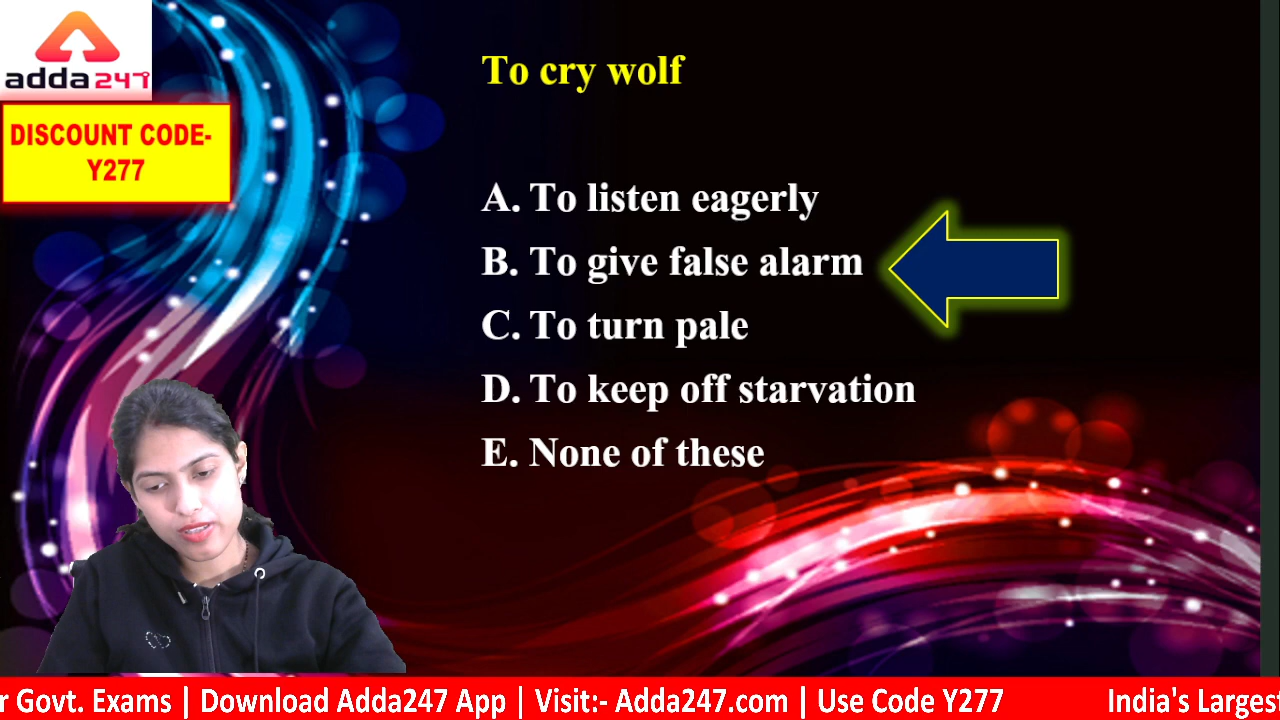 adda247
DISCOUNT CODE-
Y277
To cry wolf
A. To listen eagerly
B. To give false alarm
C. To turn pale
D. To keep off starvation
E. None of these
r Govt. Exams | Download Adda247 App | Visit:- Adda247.com | Use Code Y277 India's Largest